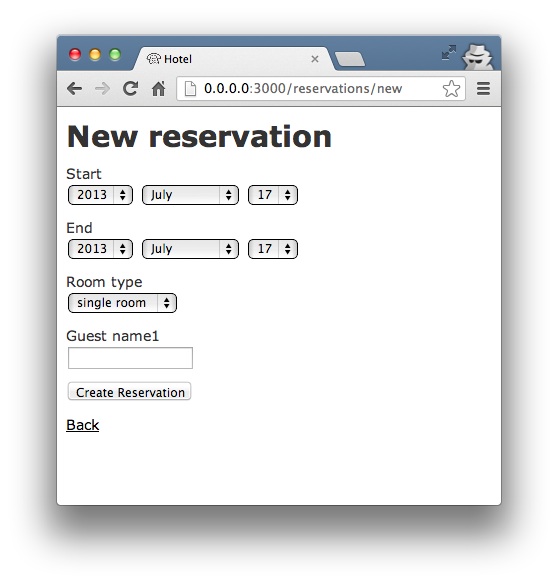 Hotel
0.0.0.0:3000/reservations/new
New reservation
Start
2013 July 17
End
2013 July 17
Room type
single room
Guest name1
Create Reservation
Back